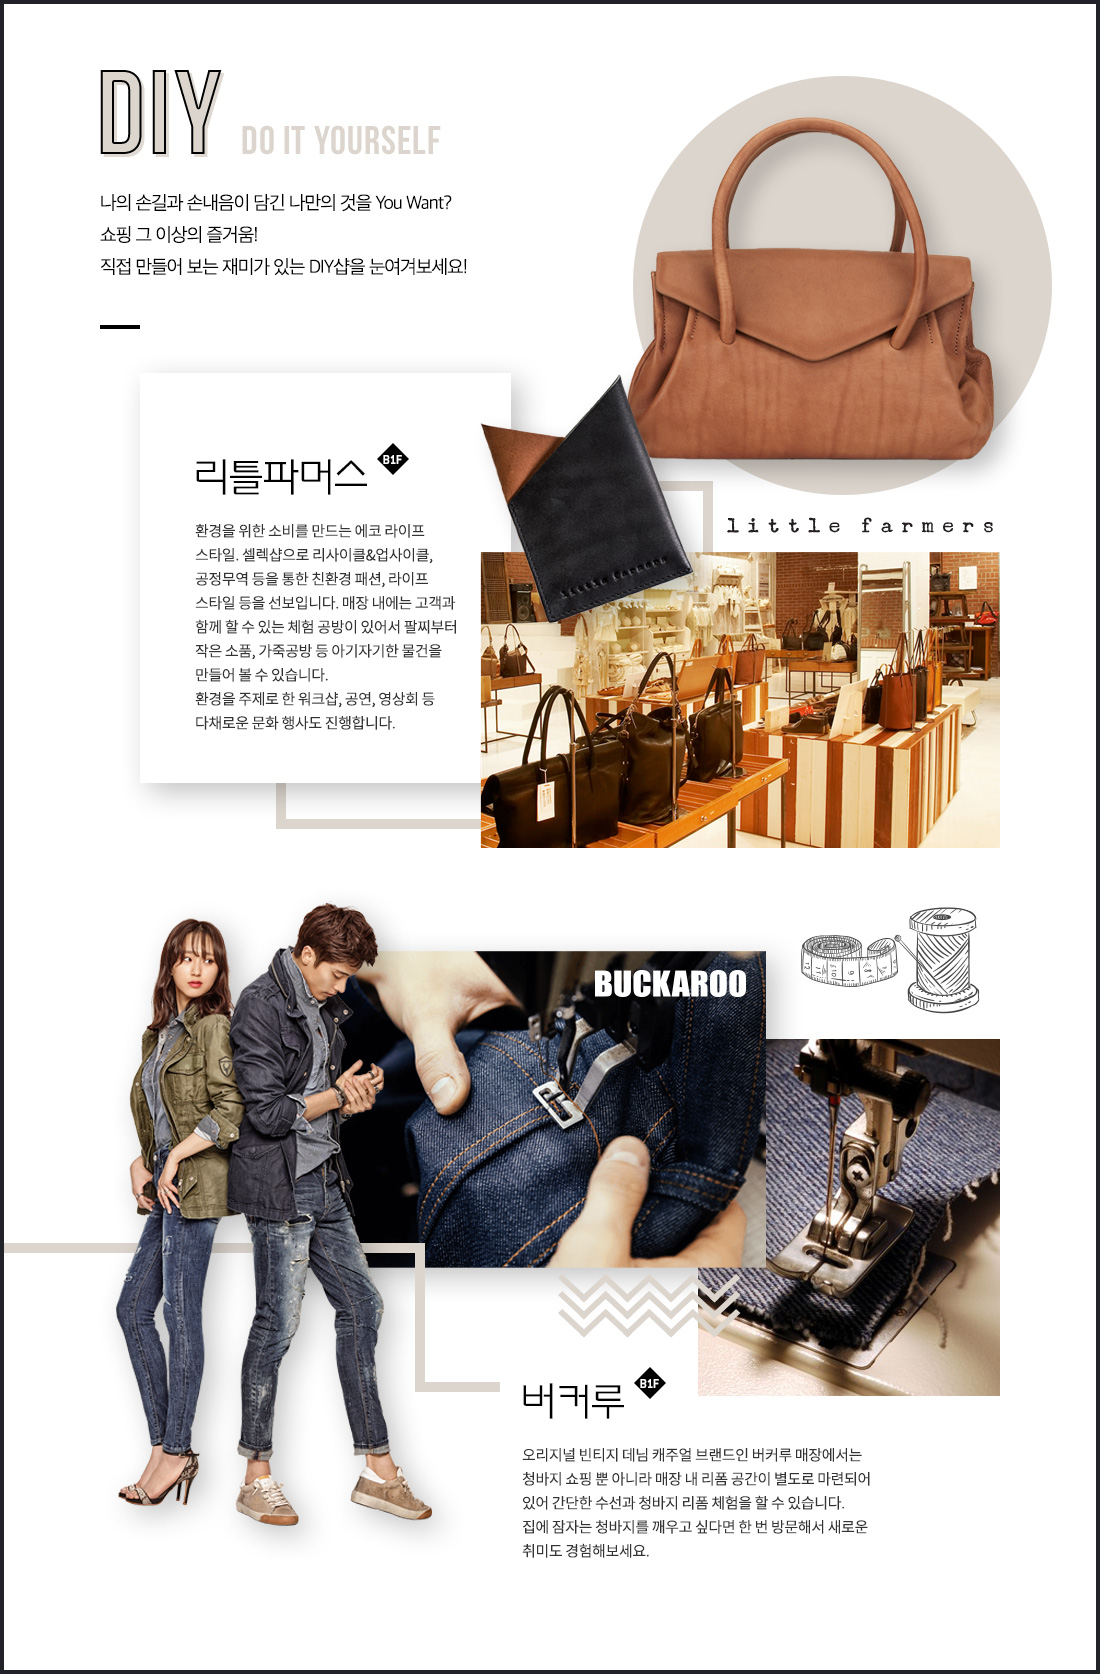 DIY
DO IT YOURSELF
나의 손길과 손내음이 담긴 나만의 것을 You Want?
쇼핑 그 이상의 즐거움!
직접 만들어 보는 재미가 있는 DIY샵을 눈여겨보세요!
리틀파머스 B1F
환경을 위한 소비를 만드는 에코 라이프
스타일. 셀렉샵으로 리사이클&업사이클,
공정무역 등을 통한 친환경 패션, 라이프
스타일 등을 선보입니다. 매장 내에는 고객과
함께 할 수 있는 체험 공방이 있어서 팔찌부터
작은 소품, 가죽공방 등 아기자기한 물건을
만들어 볼 수 있습니다.
환경을 주제로 한 워크샵, 공연, 영상회 등
다채로운 문화 행사도 진행합니다.
little farmers
little farmers
BUCKAROO
버커루 B1F
오리지널 빈티지 데님 캐주얼 브랜드인 버커루 매장에서는
청바지 쇼핑 뿐 아니라 매장 내 리폼 공간이 별도로 마련되어
있어 간단한 수선과 청바지 리폼 체험을 할 수 있습니다.
집에 잠자는 청바지를 깨우고 싶다면 한 번 방문해서 새로운
취미도 경험해보세요.